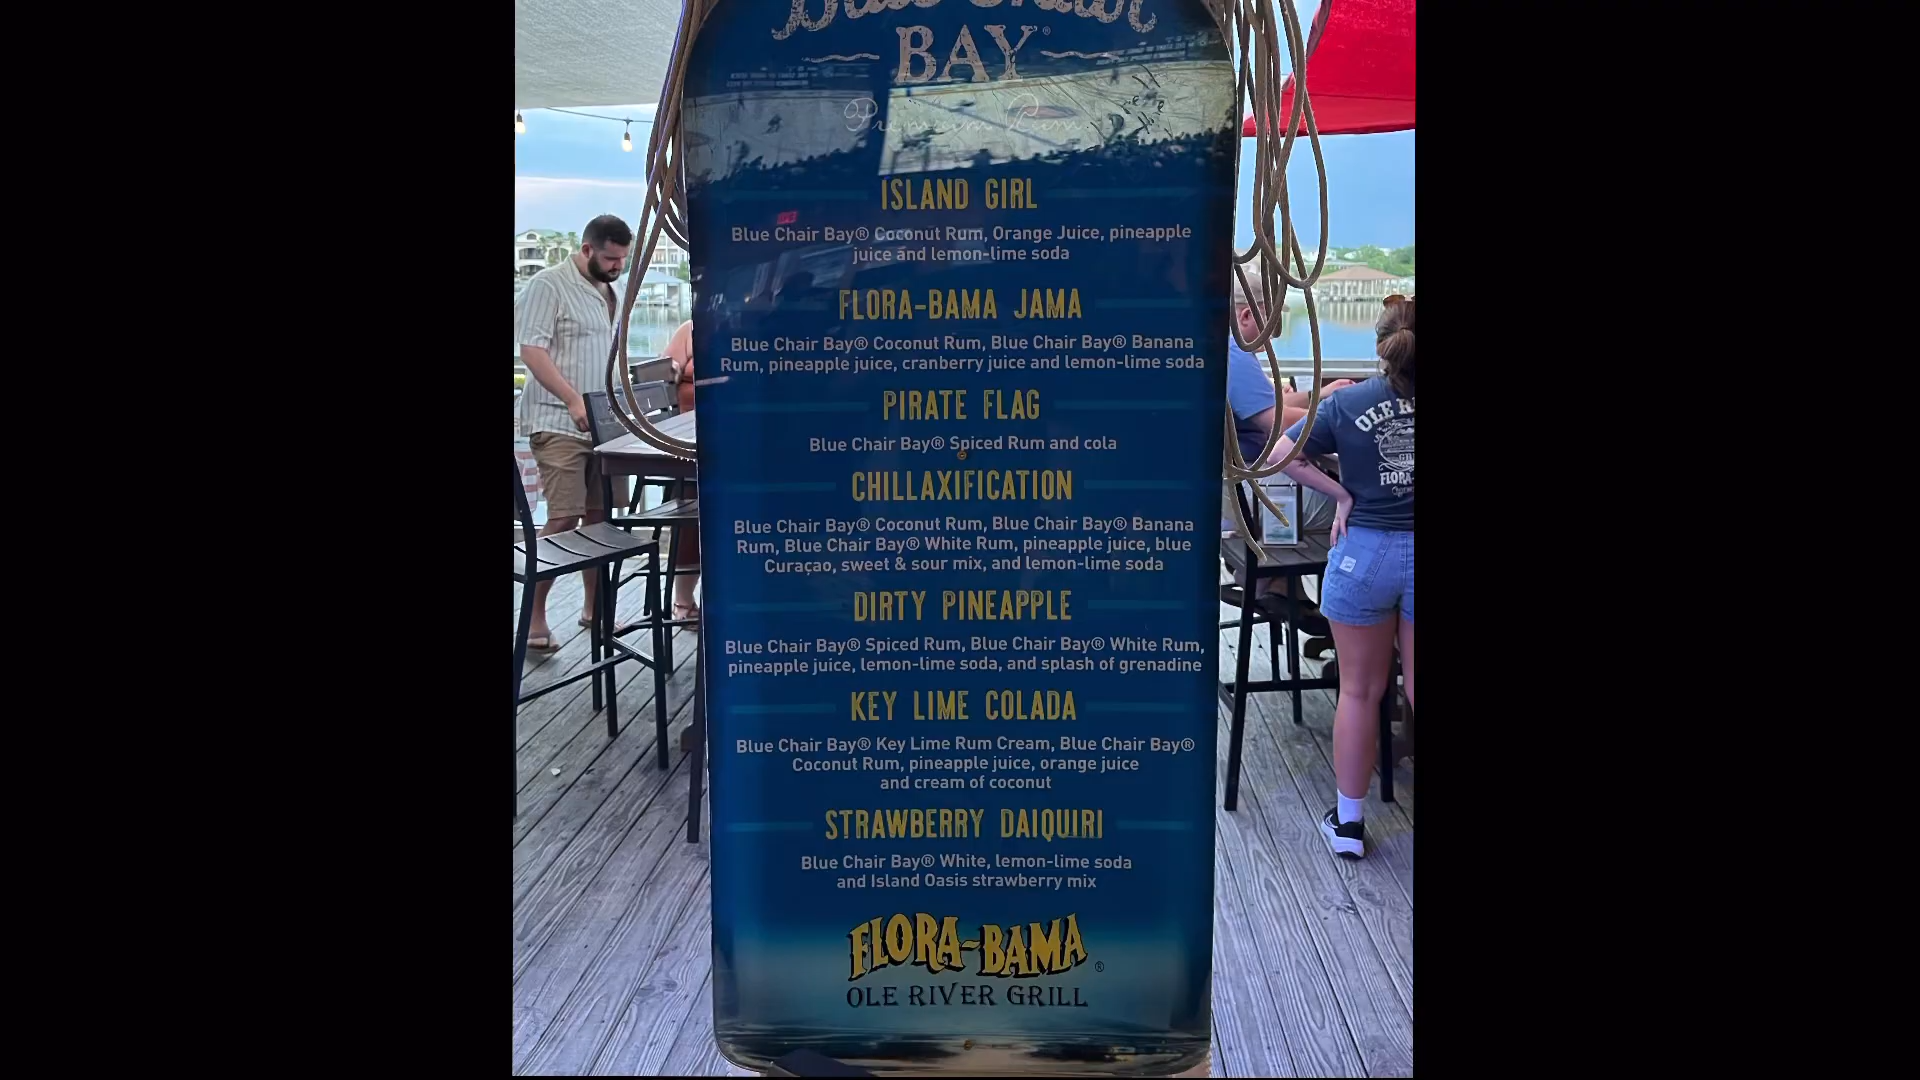 Blue Chair
BAY®
Premium Rum
ISLAND GIRL
Blue Chair Bay® Coconut Rum, Orange Juice, pineapple
juice and lemon-lime soda
FLORA-BAMA JAMA
Blue Chair Bay® Coconut Rum, Blue Chair Bay® Banana
Rum, pineapple juice, cranberry juice and lemon-lime soda
PIRATE FLAG
Blue Chair Bay® Spiced Rum and cola
CHILLAXIFICATION
Blue Chair Bay® Coconut Rum, Blue Chair Bay® Banana
Rum, Blue Chair Bay® White Rum, pineapple juice, blue
Curaçao, sweet & sour mix, and lemon-lime soda
DIRTY PINEAPPLE
Blue Chair Bay® Spiced Rum, Blue Chair Bay® White Rum,
pineapple juice, lemon-lime soda, and splash of grenadine
KEY LIME COLADA
Blue Chair Bay® Key Lime Rum Cream, Blue Chair Bay®
Coconut Rum, pineapple juice, orange juice
and cream of coconut
STRAWBERRY DAIQUIRI
Blue Chair Bay® White, lemon-lime soda
and Island Oasis strawberry mix
FLORA-BAMA®
OLE RIVER GRILL
OLE